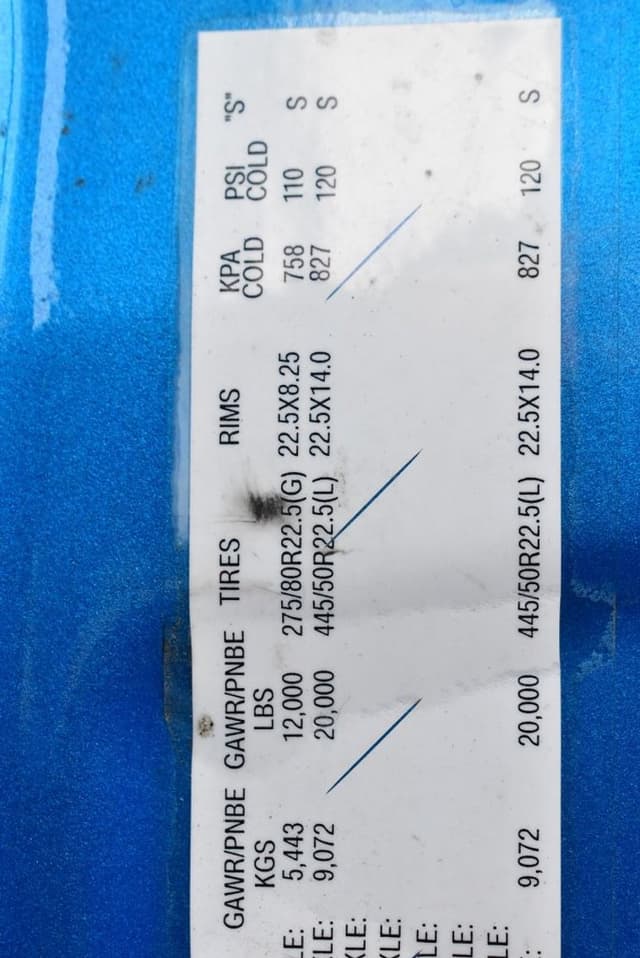 GAWR/PNBE GAWR/PNBE TIRES RIMS KPA PSI "S"
KGS LBS COLD COLD
LE: 5,443 12,000 275/80R22.5(G) 22.5X8.25 758 110 S
LE: 9,072 20,000 445/50R22.5(L) 22.5X14.0 827 120 S
LE:
LE:
LE:
LE:
LE:
: 9,072 20,000 445/50R22.5(L) 22.5X14.0 827 120 S